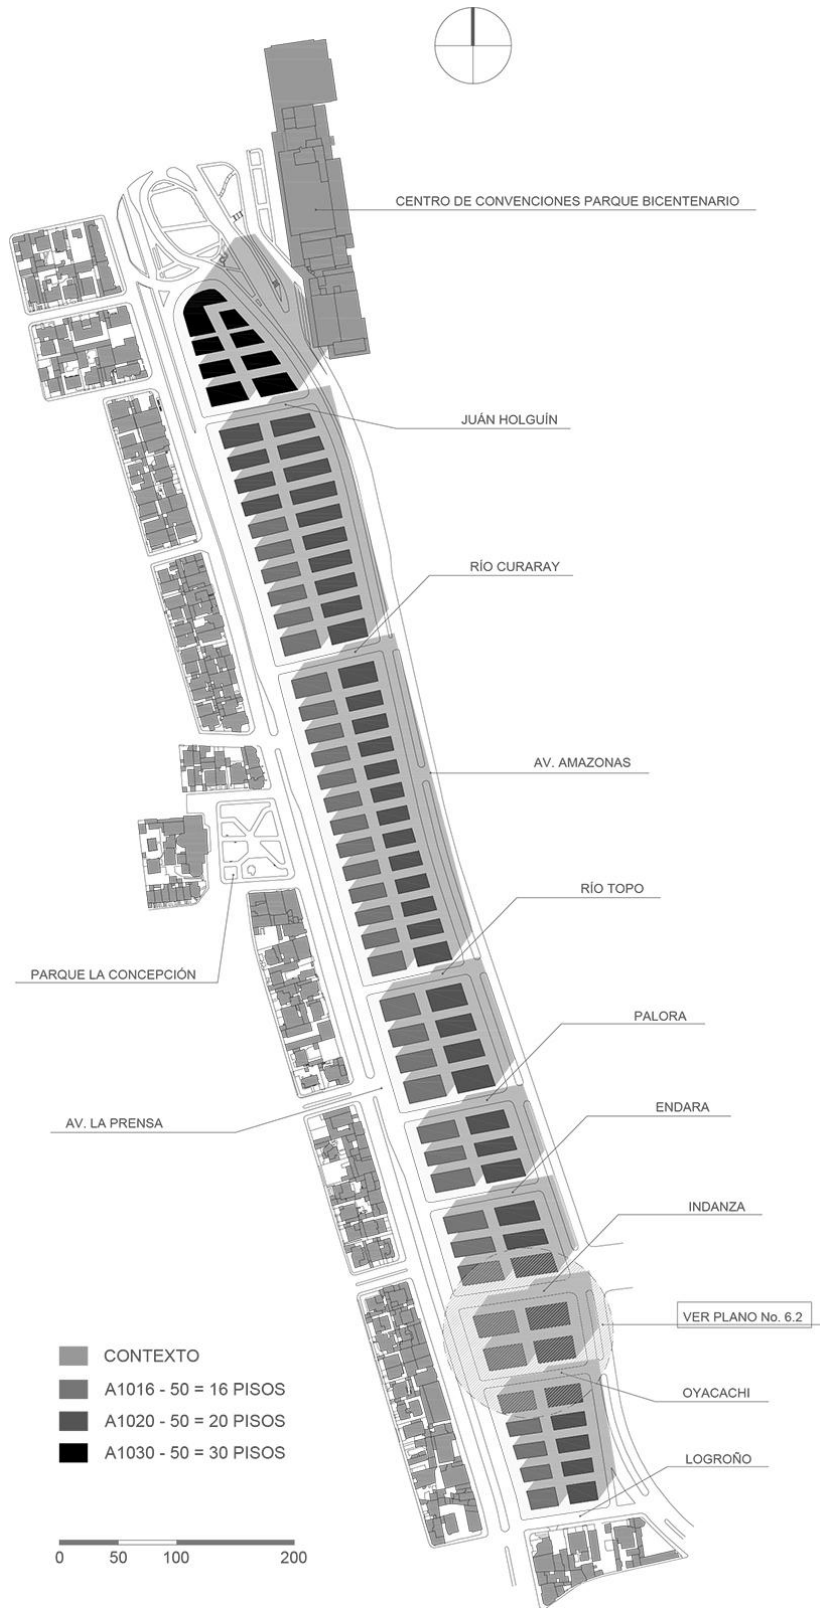 CENTRO DE CONVENCIONES PARQUE BICENTENARIO
JUÁN HOLGUÍN
RÍO CURARAY
AV. AMAZONAS
RÍO TOPO
PARQUE LA CONCEPCIÓN
PALORA
ENDARA
AV. LA PRENSA
INDANZA
VER PLANO No. 6.2
CONTEXTO
A1016 - 50 = 16 PISOS
A1020 - 50 = 20 PISOS
A1030 - 50 = 30 PISOS
OYACACHI
LOGROÑO
0 50 100 200